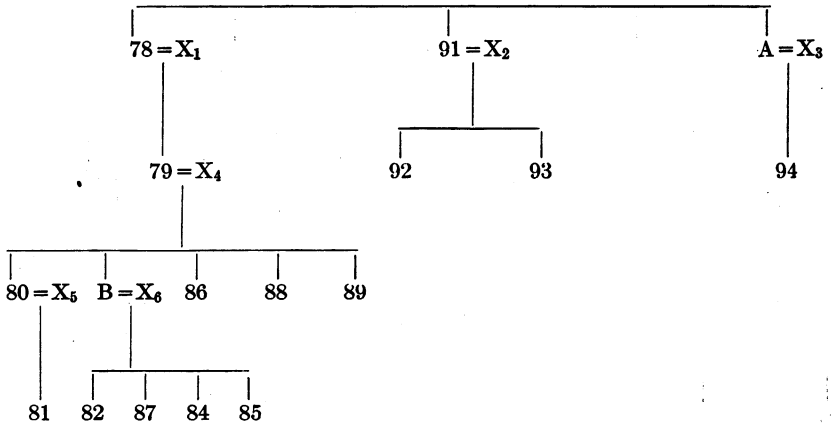 78 = X₁ 91 = X₂ A = X₃
79 = X₄ 92 93 94
80 = X₅ B = X₆ 86 88 89
81 82 87 84 85